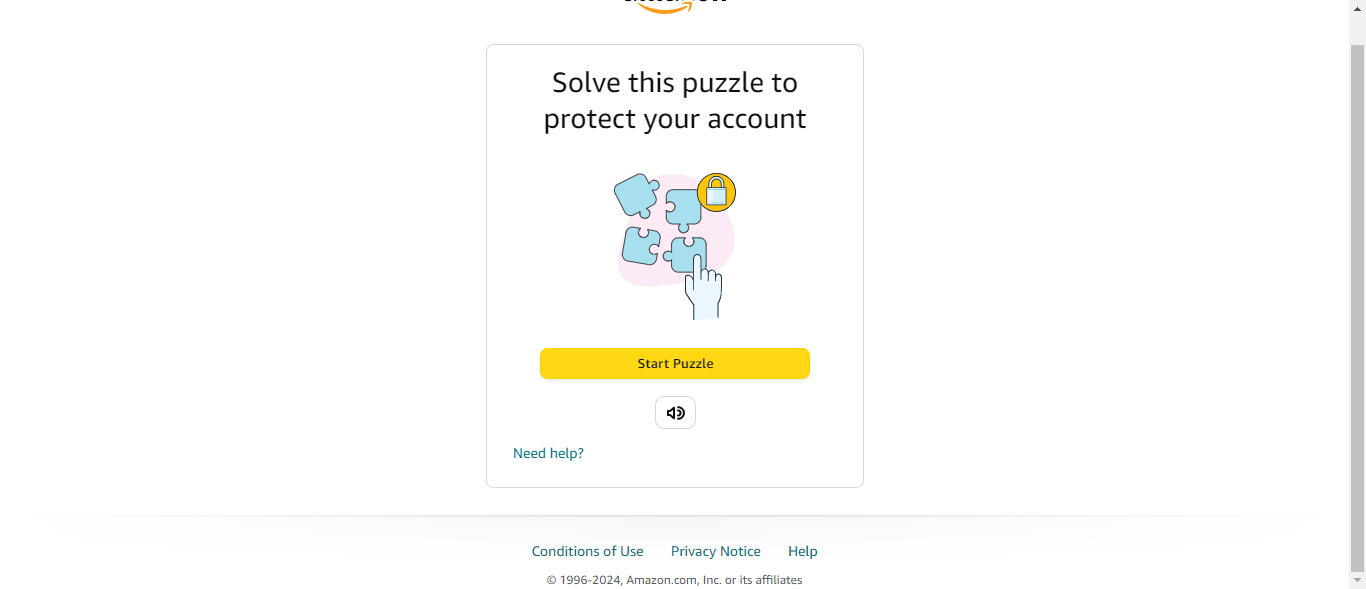 Solve this puzzle to
protect your account
Start Puzzle
Need help?
Conditions of Use Privacy Notice Help
© 1996-2024, Amazon.com, Inc. or its affiliates